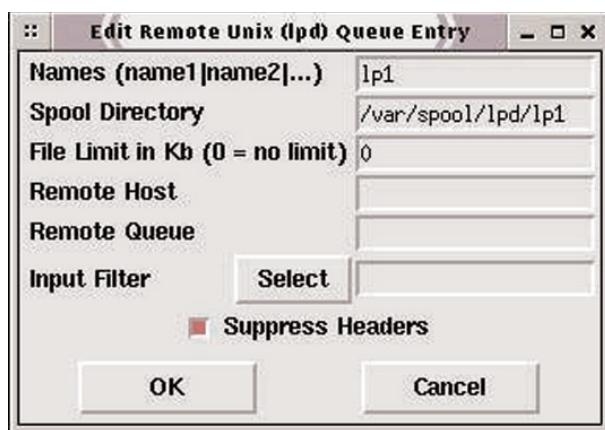 Edit Remote Unix (lpd) Queue Entry
Names (name1|name2|...) lp1
Spool Directory /var/spool/lpd/lp1
File Limit in Kb (0 = no limit) 0
Remote Host
Remote Queue
Input Filter Select
Suppress Headers
OK Cancel